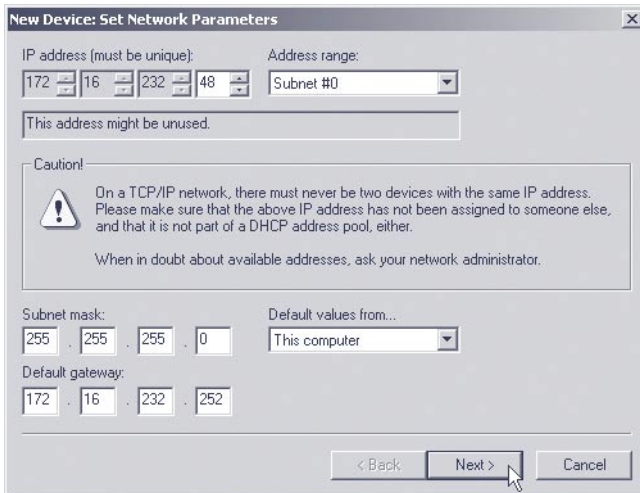 New Device: Set Network Parameters
IP address (must be unique):
Address range:
172 16 232 48
Subnet #0
This address might be unused.
Caution!
On a TCP/IP network, there must never be two devices with the same IP address.
Please make sure that the above IP address has not been assigned to someone else,
and that it is not part of a DHCP address pool, either.
When in doubt about available addresses, ask your network administrator.
Subnet mask:
Default values from...
255 . 255 . 255 . 0
This computer
Default gateway:
172 . 16 . 232 . 252
< Back
Next >
Cancel